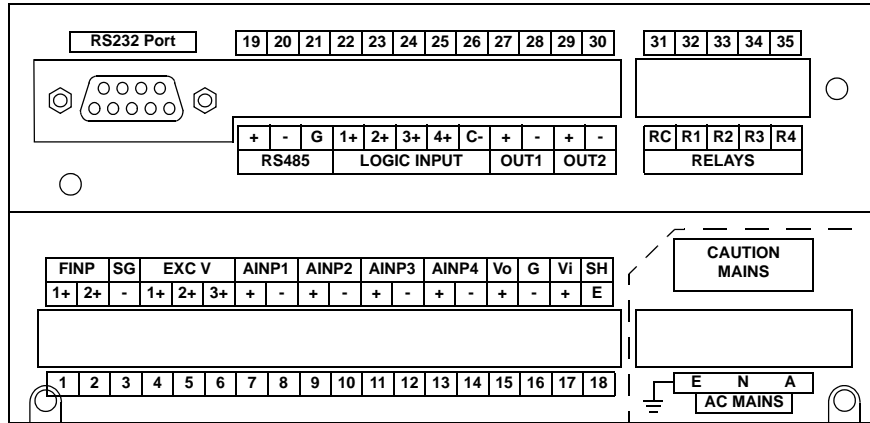 RS232 Port 19 20 21 22 23 24 25 26 27 28 29 30 31 32 33 34 35
+ - G 1+ 2+ 3+ 4+ C- + - + - RC R1 R2 R3 R4
RS485 LOGIC INPUT OUT1 OUT2 RELAYS
CAUTION
MAINS
FINP SG EXC V AINP1 AINP2 AINP3 AINP4 Vo G Vi SH
1+ 2+ - 1+ 2+ 3+ + - + - + - + - + - + E
1 2 3 4 5 6 7 8 9 10 11 12 13 14 15 16 17 18
E N A
AC MAINS